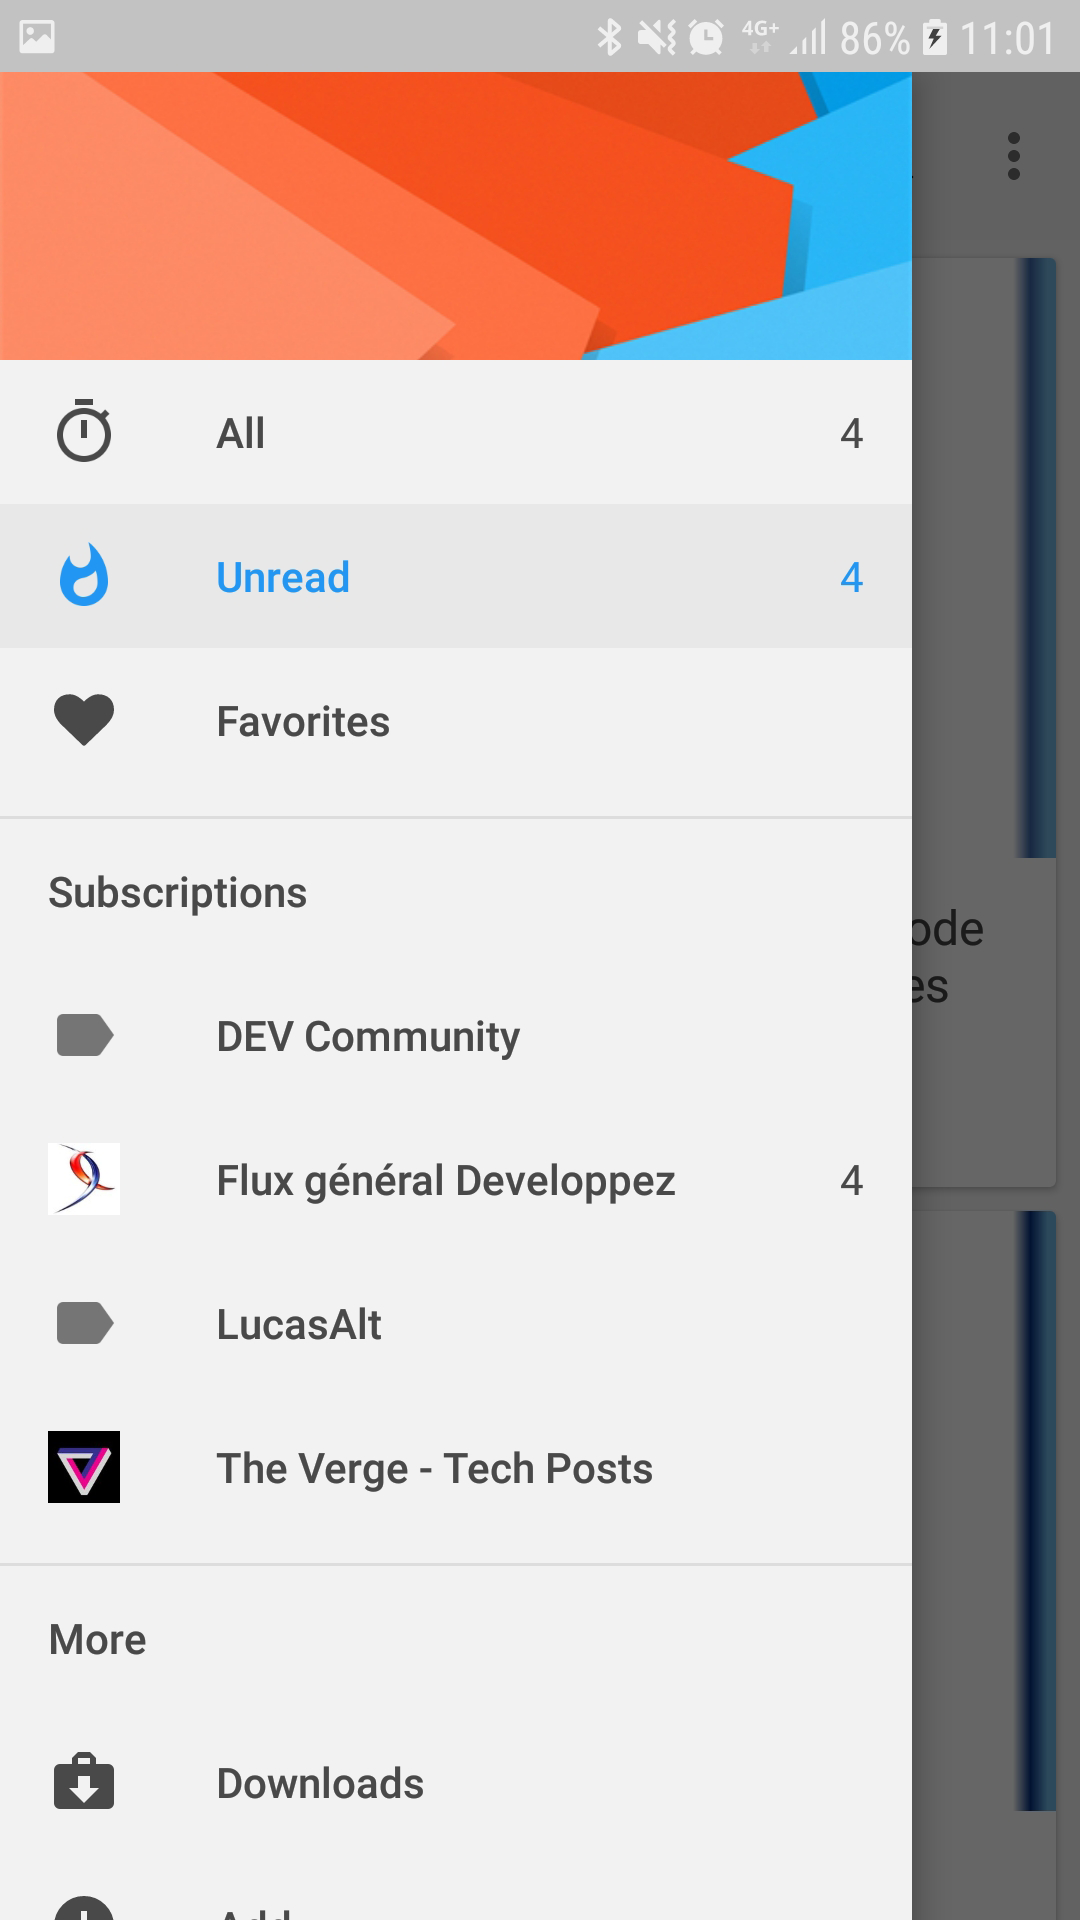 4G+ 86% 11:01
All 4
Unread 4
Favorites
Subscriptions
ode
es
DEV Community
Flux général Developpez 4
LucasAlt
The Verge - Tech Posts
More
Downloads
Add